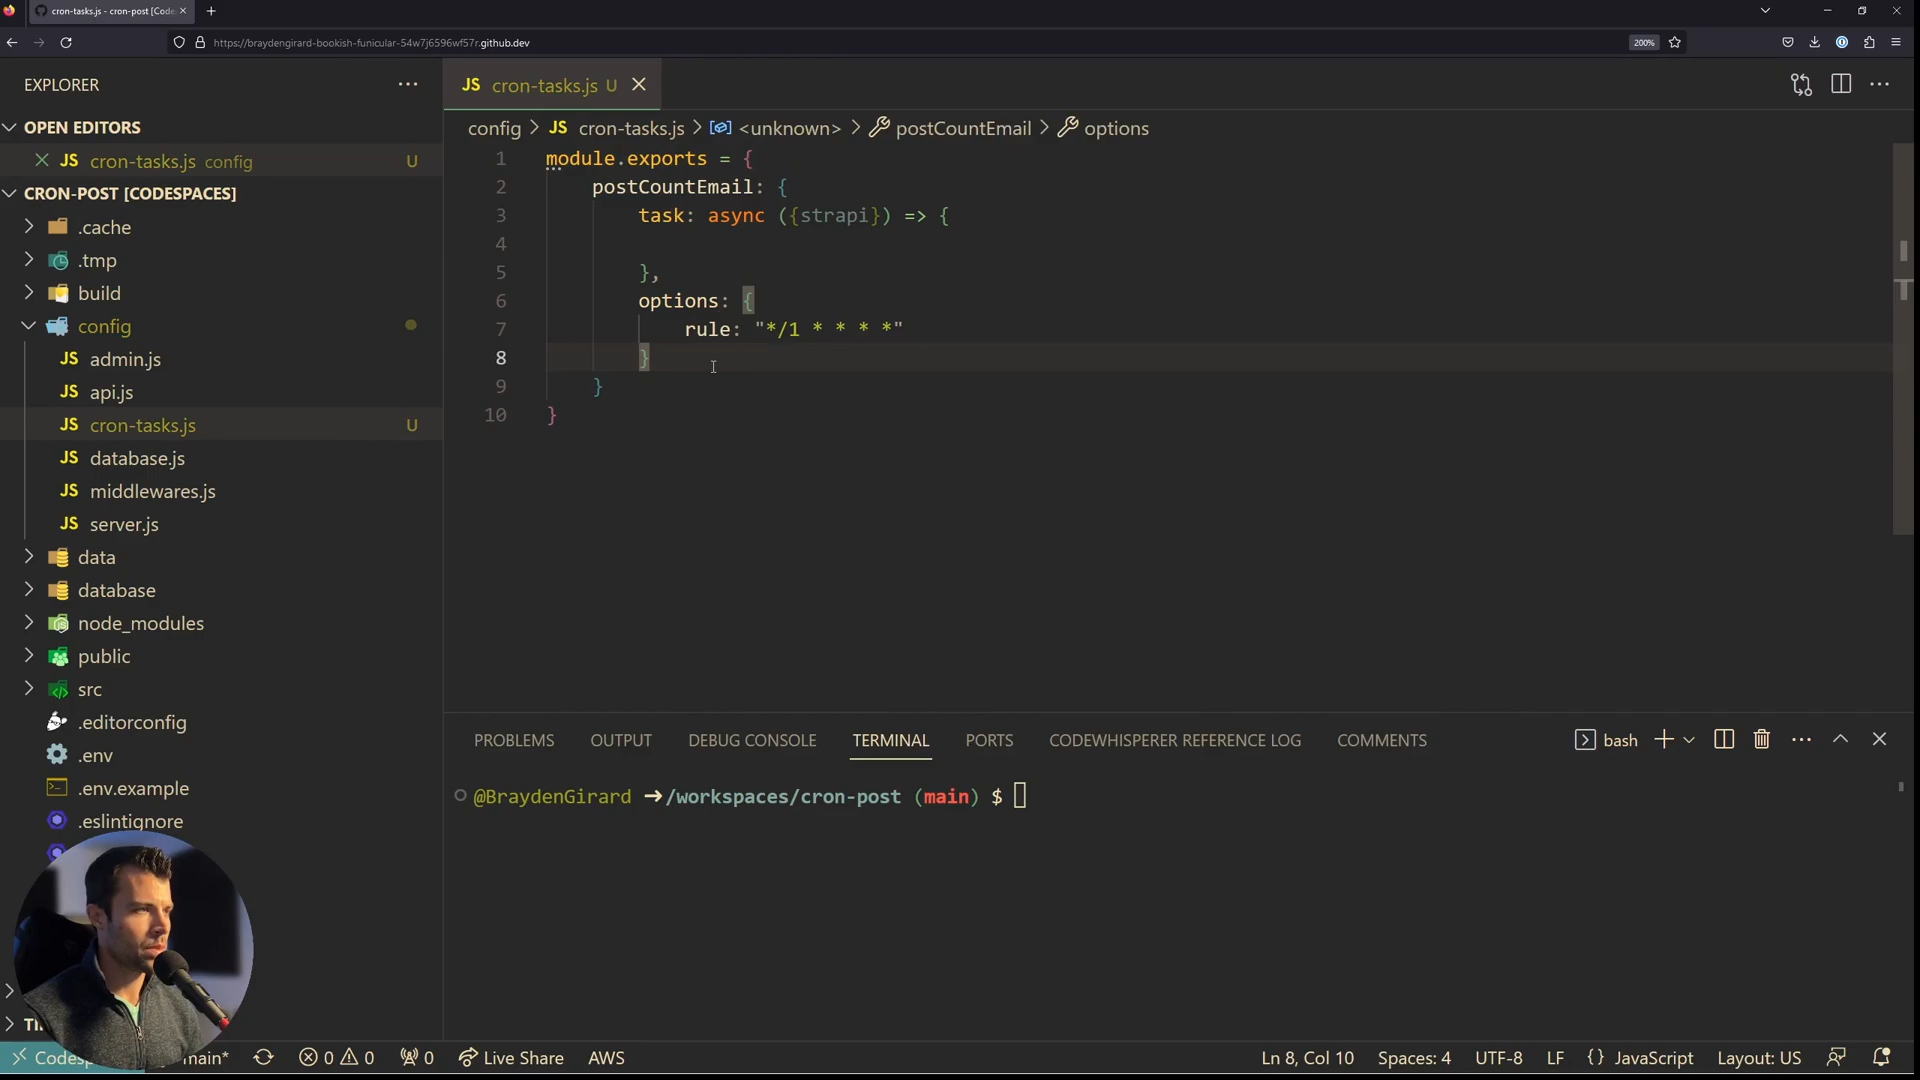 cron-tasks.js - cron-post [Code
https://braydengirard-bookish-funicular-54w7j6596wf57r.github.dev
200%
EXPLORER
OPEN EDITORS
JS cron-tasks.js config U
CRON-POST [CODESPACES]
.cache
.tmp
build
config
JS admin.js
JS api.js
JS cron-tasks.js U
JS database.js
JS middlewares.js
JS server.js
data
database
node_modules
public
src
.editorconfig
.env
.env.example
.eslintignore
JS cron-tasks.js U
config > JS cron-tasks.js > <unknown> > postCountEmail > options
1 module.exports = {
2 postCountEmail: {
3 task: async ({strapi}) => {
4
5 },
6 options: {
7 rule: "*/1 * * * *"
8 }
9 }
10 }
PROBLEMS OUTPUT DEBUG CONSOLE TERMINAL PORTS CODEWHISPERER REFERENCE LOG COMMENTS
bash
@BraydenGirard ➜/workspaces/cron-post (main) $
main* 0 0 0 Live Share AWS
Ln 8, Col 10 Spaces: 4 UTF-8 LF {} JavaScript Layout: US